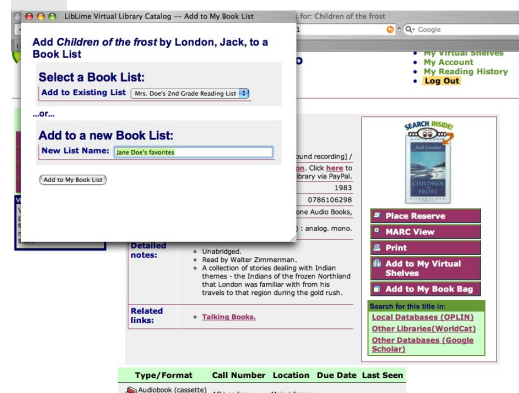 LibLime Virtual Library Catalog -- Add to My Book List
s for: Children of the frost
Google
Add Children of the frost by London, Jack, to a
Book List
Select a Book List:
Add to Existing List Mrs. Doe's 2nd Grade Reading List
...or...
Add to a new Book List:
New List Name: Jane Doe's favorites
Add to My Book List
My Virtual Shelves
My Account
My Reading History
Log Out
sound recording] /
on. Click here to
ibrary via PayPal.
1983
0786106298
one Audio Books,
) : analog. mono.
Detailed
notes:
Unabridged.
Read by Walter Zimmerman.
A collection of stories dealing with Indian
themes - the Indians of the frozen Northland
that London was familiar with from his
travels to that region during the gold rush.
Related
links:
Talking Books.
SEARCH INSIDE!
Jack London
CHILDREN
OF THE
FROST
Place Reserve
MARC View
Print
Add to My Virtual
Shelves
Add to My Book Bag
Search for this title in:
Local Databases (OPLIN)
Other Libraries(WorldCat)
Other Databases (Google
Scholar)
Type/Format Call Number Location Due Date Last Seen
Audiobook (cassette)